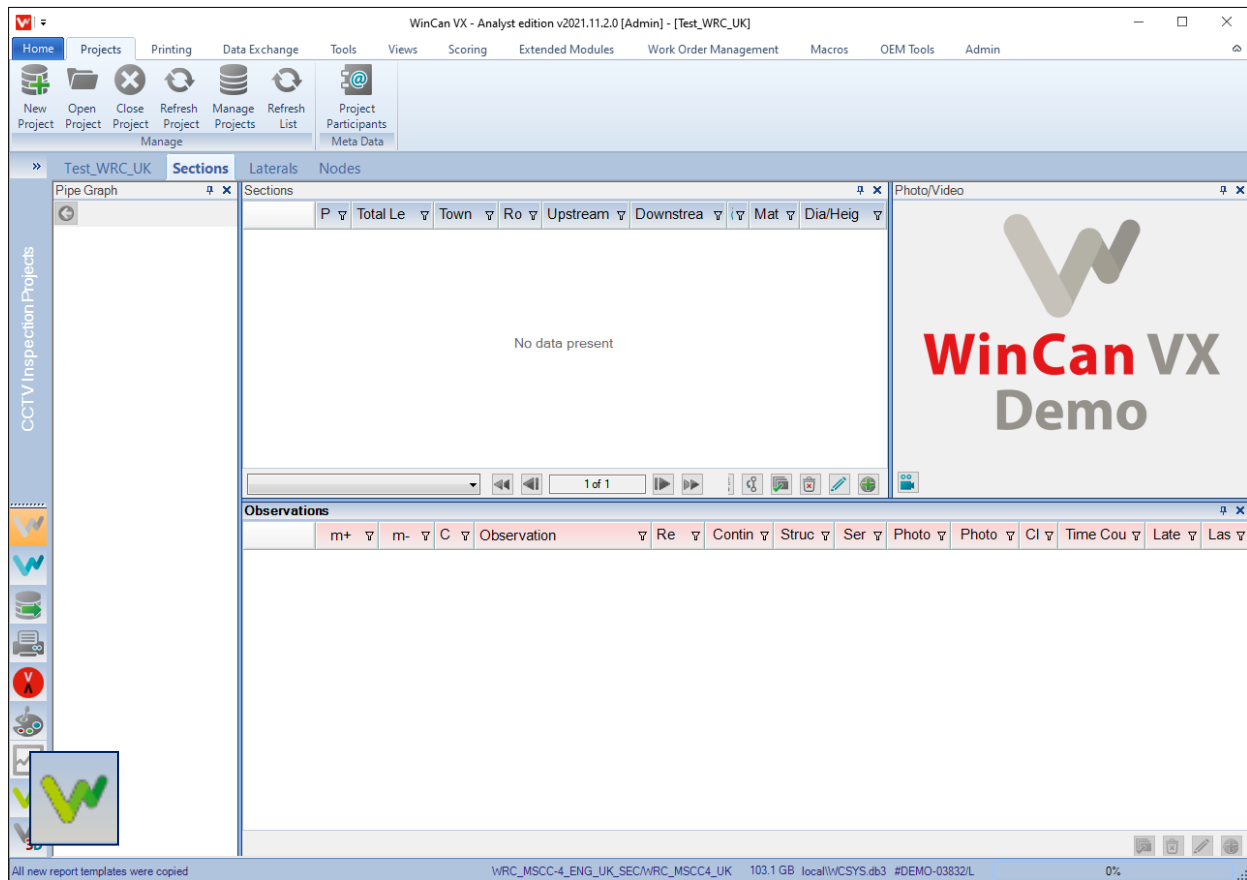 WinCan VX - Analyst edition v2021.11.2.0 [Admin] - [Test_WRC_UK]
Home Projects Printing Data Exchange Tools Views Scoring Extended Modules Work Order Management Macros OEM Tools Admin
New Project
Open Project
Close Project
Refresh Project
Manage Projects
Refresh List
Project Participants
Manage
Meta Data
» Test_WRC_UK Sections Laterals Nodes
CCTV Inspection Projects
Pipe Graph
Sections
P Total Le Town Ro Upstream Downstrea Mat Dia/Heig
No data present
1 of 1
Photo/Video
WinCan VX
Demo
Observations
m+ m- C Observation Re Contin Struc Ser Photo Photo Cl Time Cou Late Las
3D
All new report templates were copied WRC_MSCC-4_ENG_UK_SEC/WRC_MSCC4_UK 103.1 GB local\\WCSYS.db3 #DEMO-03832/L 0%